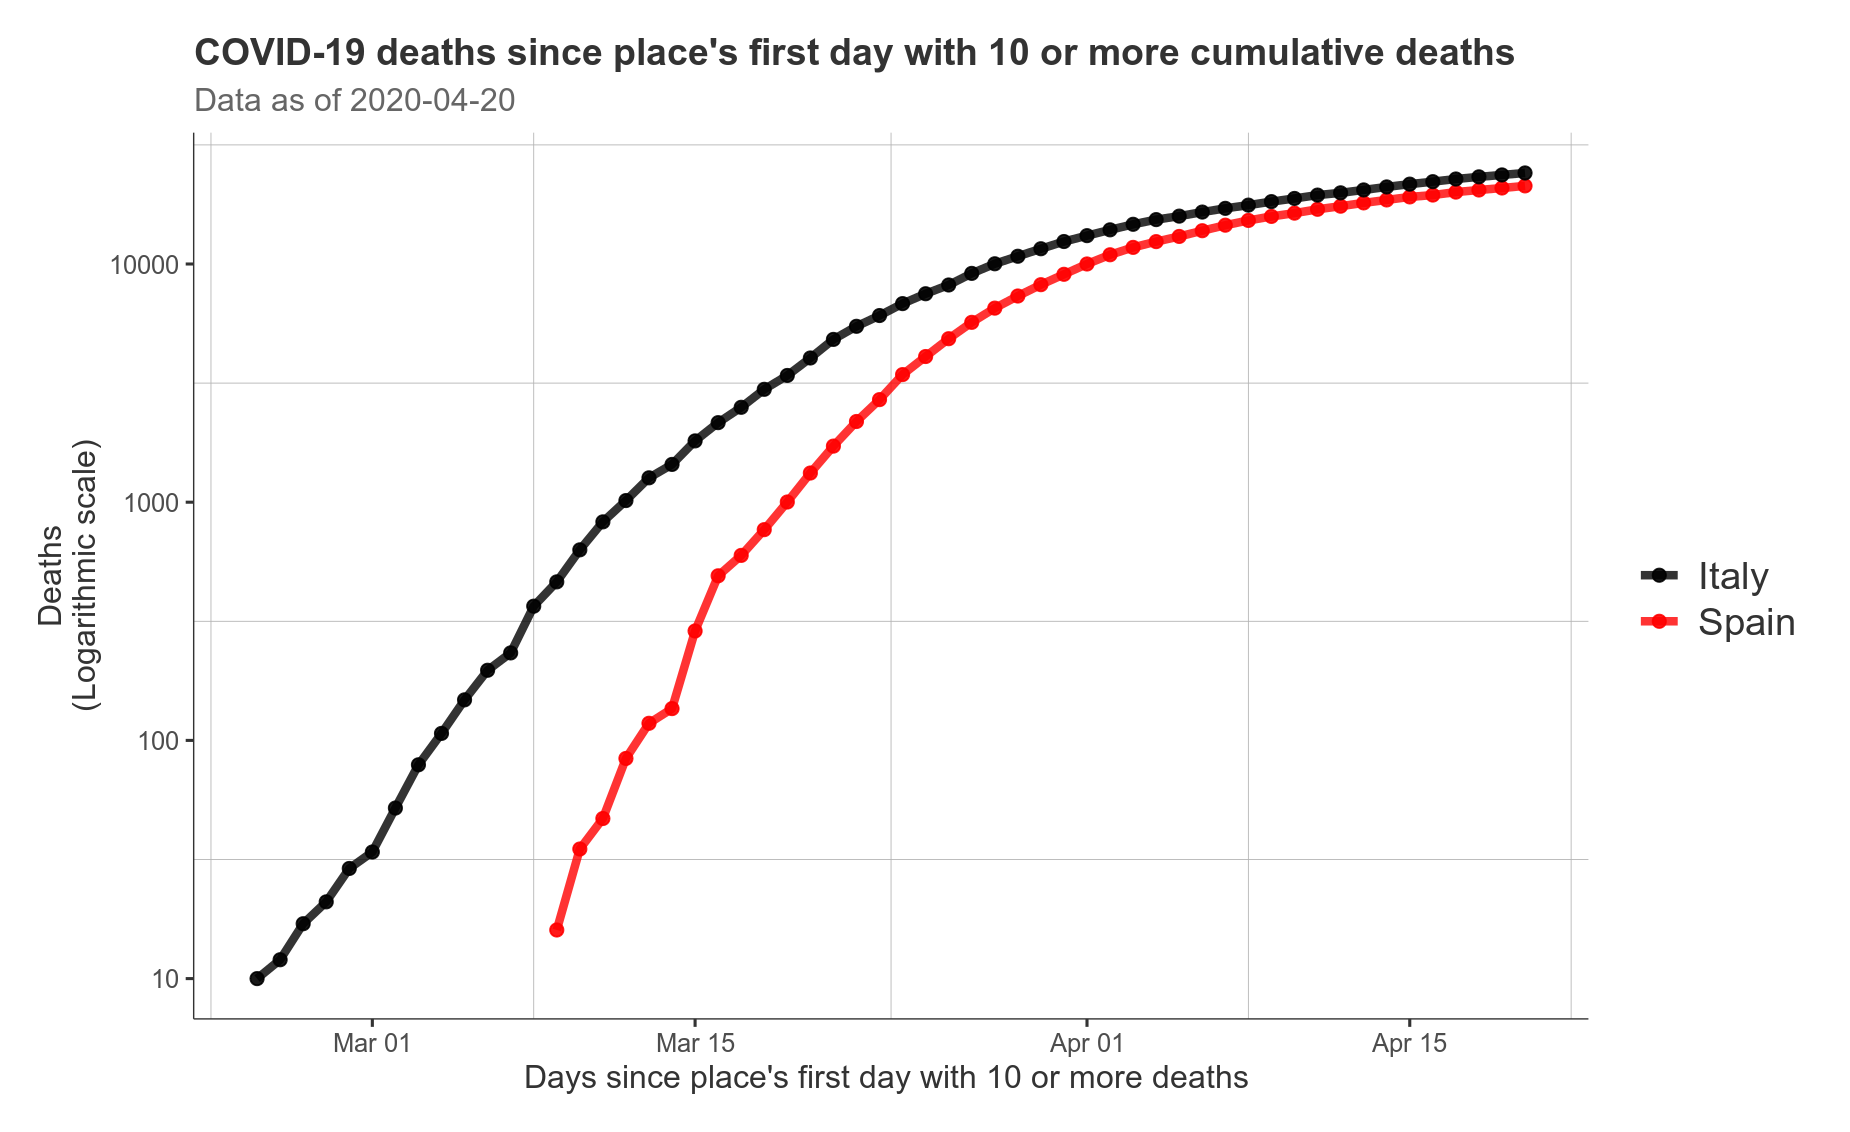 COVID-19 deaths since place's first day with 10 or more cumulative deaths
Data as of 2020-04-20
Deaths
(Logarithmic scale)
10000
1000
100
10
Mar 01
Mar 15
Apr 01
Apr 15
Days since place's first day with 10 or more deaths
Italy
Spain